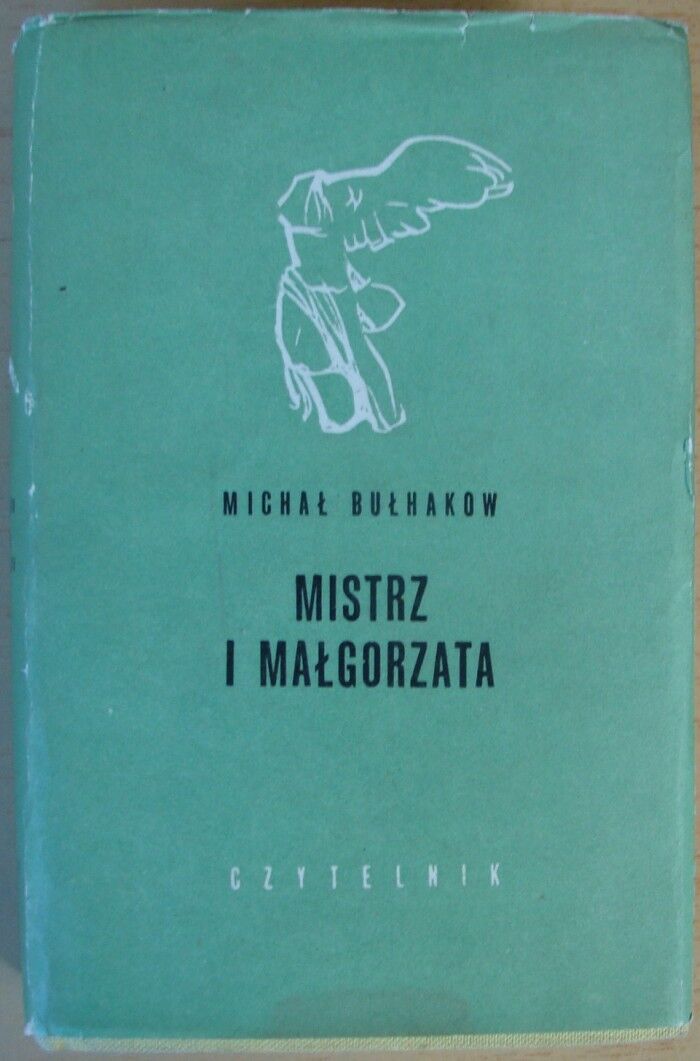 MICHAŁ BUŁHAKOW
MISTRZ
I MAŁGORZATA
CZYTELNIK